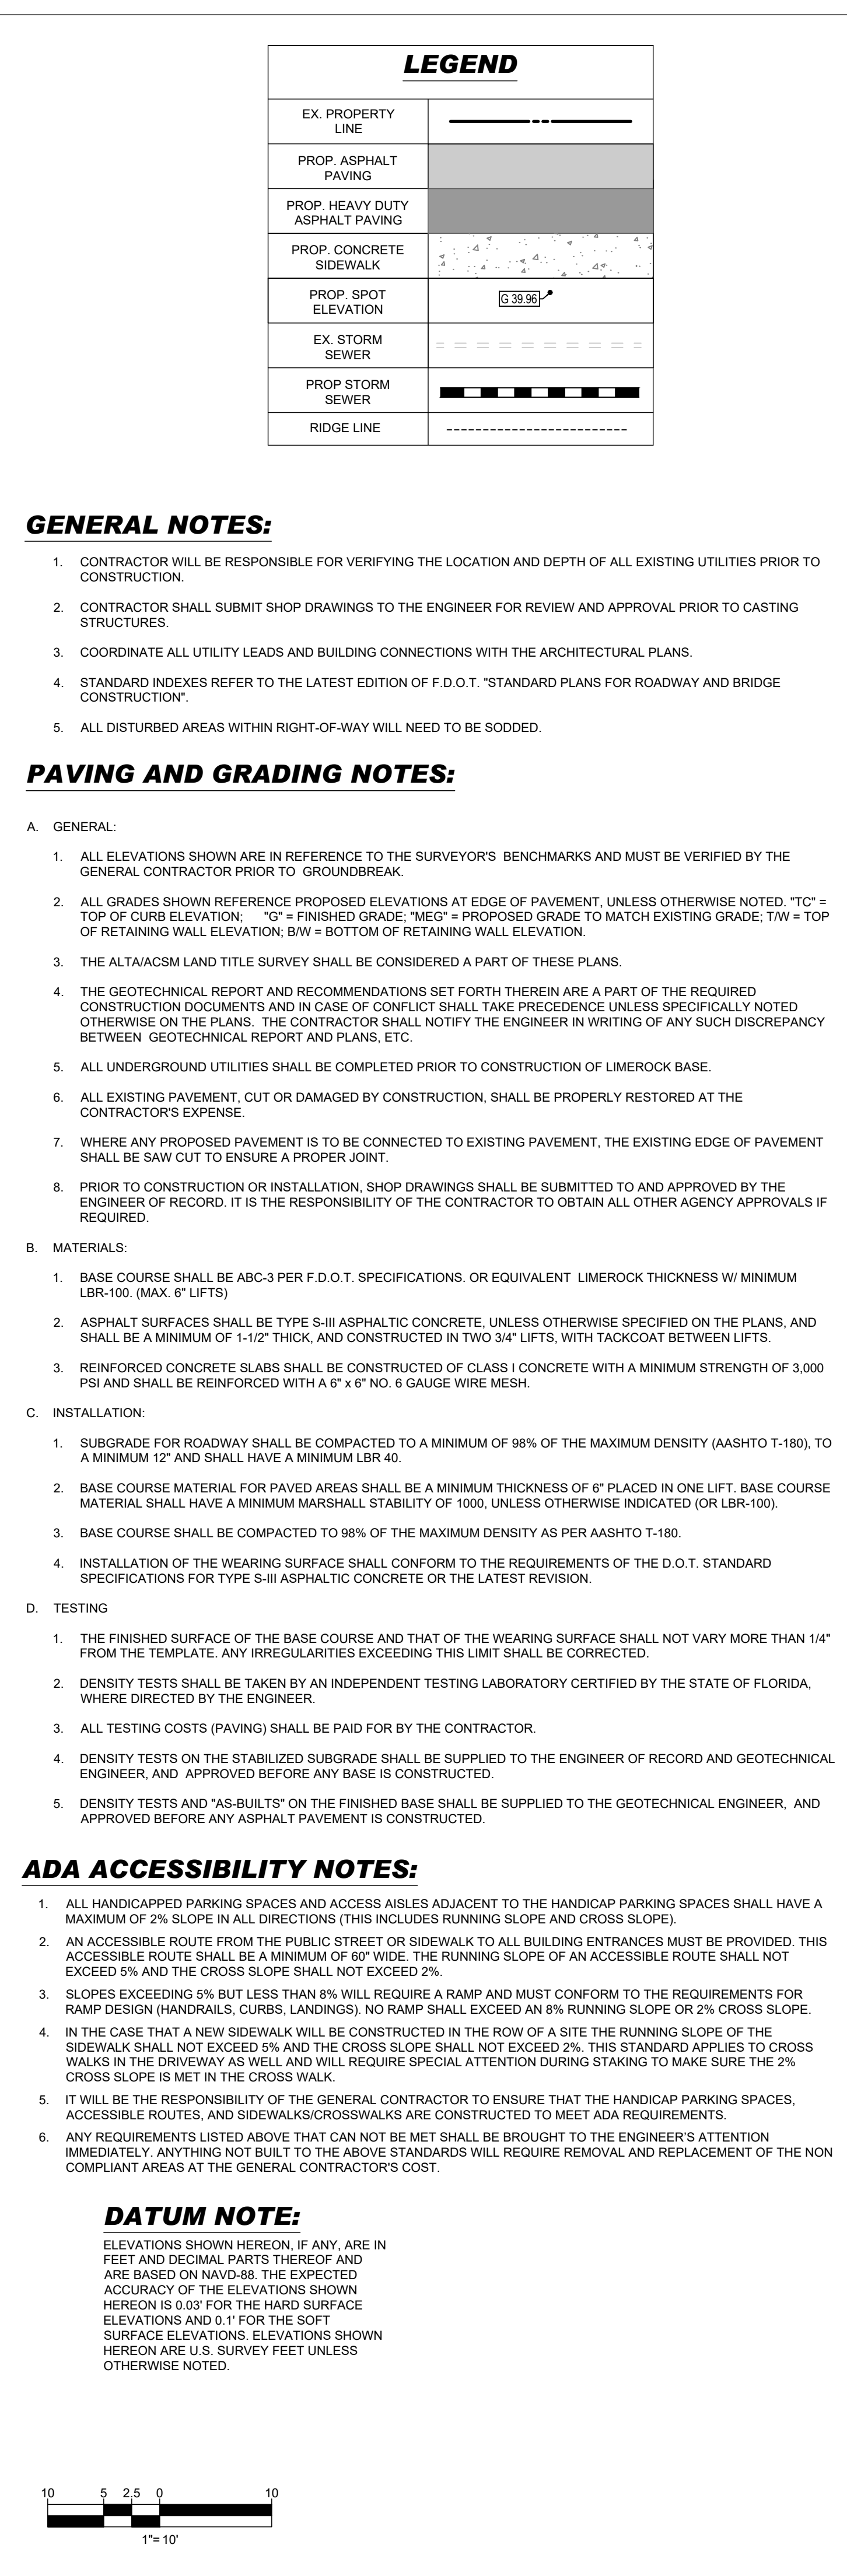 LEGEND
EX. PROPERTY
LINE
PROP. ASPHALT
PAVING
PROP. HEAVY DUTY
ASPHALT PAVING
PROP. CONCRETE
SIDEWALK
PROP. SPOT
ELEVATION
G 39.96
EX. STORM
SEWER
PROP STORM
SEWER
RIDGE LINE
GENERAL NOTES:
1. CONTRACTOR WILL BE RESPONSIBLE FOR VERIFYING THE LOCATION AND DEPTH OF ALL EXISTING UTILITIES PRIOR TO
CONSTRUCTION.
2. CONTRACTOR SHALL SUBMIT SHOP DRAWINGS TO THE ENGINEER FOR REVIEW AND APPROVAL PRIOR TO CASTING
STRUCTURES.
3. COORDINATE ALL UTILITY LEADS AND BUILDING CONNECTIONS WITH THE ARCHITECTURAL PLANS.
4. STANDARD INDEXES REFER TO THE LATEST EDITION OF F.D.O.T. "STANDARD PLANS FOR ROADWAY AND BRIDGE
CONSTRUCTION".
5. ALL DISTURBED AREAS WITHIN RIGHT-OF-WAY WILL NEED TO BE SODDED.
PAVING AND GRADING NOTES:
A. GENERAL:
1. ALL ELEVATIONS SHOWN ARE IN REFERENCE TO THE SURVEYOR'S BENCHMARKS AND MUST BE VERIFIED BY THE
GENERAL CONTRACTOR PRIOR TO GROUNDBREAK.
2. ALL GRADES SHOWN REFERENCE PROPOSED ELEVATIONS AT EDGE OF PAVEMENT, UNLESS OTHERWISE NOTED. "TC" =
TOP OF CURB ELEVATION; "G" = FINISHED GRADE; "MEG" = PROPOSED GRADE TO MATCH EXISTING GRADE; T/W = TOP
OF RETAINING WALL ELEVATION; B/W = BOTTOM OF RETAINING WALL ELEVATION.
3. THE ALTA/ACSM LAND TITLE SURVEY SHALL BE CONSIDERED A PART OF THESE PLANS.
4. THE GEOTECHNICAL REPORT AND RECOMMENDATIONS SET FORTH THEREIN ARE A PART OF THE REQUIRED
CONSTRUCTION DOCUMENTS AND IN CASE OF CONFLICT SHALL TAKE PRECEDENCE UNLESS SPECIFICALLY NOTED
OTHERWISE ON THE PLANS. THE CONTRACTOR SHALL NOTIFY THE ENGINEER IN WRITING OF ANY SUCH DISCREPANCY
BETWEEN GEOTECHNICAL REPORT AND PLANS, ETC.
5. ALL UNDERGROUND UTILITIES SHALL BE COMPLETED PRIOR TO CONSTRUCTION OF LIMEROCK BASE.
6. ALL EXISTING PAVEMENT, CUT OR DAMAGED BY CONSTRUCTION, SHALL BE PROPERLY RESTORED AT THE
CONTRACTOR'S EXPENSE.
7. WHERE ANY PROPOSED PAVEMENT IS TO BE CONNECTED TO EXISTING PAVEMENT, THE EXISTING EDGE OF PAVEMENT
SHALL BE SAW CUT TO ENSURE A PROPER JOINT.
8. PRIOR TO CONSTRUCTION OR INSTALLATION, SHOP DRAWINGS SHALL BE SUBMITTED TO AND APPROVED BY THE
ENGINEER OF RECORD. IT IS THE RESPONSIBILITY OF THE CONTRACTOR TO OBTAIN ALL OTHER AGENCY APPROVALS IF
REQUIRED.
B. MATERIALS:
1. BASE COURSE SHALL BE ABC-3 PER F.D.O.T. SPECIFICATIONS. OR EQUIVALENT LIMEROCK THICKNESS W/ MINIMUM
LBR-100. (MAX. 6" LIFTS)
2. ASPHALT SURFACES SHALL BE TYPE S-III ASPHALTIC CONCRETE, UNLESS OTHERWISE SPECIFIED ON THE PLANS, AND
SHALL BE A MINIMUM OF 1-1/2" THICK, AND CONSTRUCTED IN TWO 3/4" LIFTS, WITH TACKCOAT BETWEEN LIFTS.
3. REINFORCED CONCRETE SLABS SHALL BE CONSTRUCTED OF CLASS I CONCRETE WITH A MINIMUM STRENGTH OF 3,000
PSI AND SHALL BE REINFORCED WITH A 6" x 6" NO. 6 GAUGE WIRE MESH.
C. INSTALLATION:
1. SUBGRADE FOR ROADWAY SHALL BE COMPACTED TO A MINIMUM OF 98% OF THE MAXIMUM DENSITY (AASHTO T-180), TO
A MINIMUM 12" AND SHALL HAVE A MINIMUM LBR 40.
2. BASE COURSE MATERIAL FOR PAVED AREAS SHALL BE A MINIMUM THICKNESS OF 6" PLACED IN ONE LIFT. BASE COURSE
MATERIAL SHALL HAVE A MINIMUM MARSHALL STABILITY OF 1000, UNLESS OTHERWISE INDICATED (OR LBR-100).
3. BASE COURSE SHALL BE COMPACTED TO 98% OF THE MAXIMUM DENSITY AS PER AASHTO T-180.
4. INSTALLATION OF THE WEARING SURFACE SHALL CONFORM TO THE REQUIREMENTS OF THE D.O.T. STANDARD
SPECIFICATIONS FOR TYPE S-III ASPHALTIC CONCRETE OR THE LATEST REVISION.
D. TESTING
1. THE FINISHED SURFACE OF THE BASE COURSE AND THAT OF THE WEARING SURFACE SHALL NOT VARY MORE THAN 1/4"
FROM THE TEMPLATE. ANY IRREGULARITIES EXCEEDING THIS LIMIT SHALL BE CORRECTED.
2. DENSITY TESTS SHALL BE TAKEN BY AN INDEPENDENT TESTING LABORATORY CERTIFIED BY THE STATE OF FLORIDA,
WHERE DIRECTED BY THE ENGINEER.
3. ALL TESTING COSTS (PAVING) SHALL BE PAID FOR BY THE CONTRACTOR.
4. DENSITY TESTS ON THE STABILIZED SUBGRADE SHALL BE SUPPLIED TO THE ENGINEER OF RECORD AND GEOTECHNICAL
ENGINEER, AND APPROVED BEFORE ANY BASE IS CONSTRUCTED.
5. DENSITY TESTS AND "AS-BUILTS" ON THE FINISHED BASE SHALL BE SUPPLIED TO THE GEOTECHNICAL ENGINEER, AND
APPROVED BEFORE ANY ASPHALT PAVEMENT IS CONSTRUCTED.
ADA ACCESSIBILITY NOTES:
1. ALL HANDICAPPED PARKING SPACES AND ACCESS AISLES ADJACENT TO THE HANDICAP PARKING SPACES SHALL HAVE A
MAXIMUM OF 2% SLOPE IN ALL DIRECTIONS (THIS INCLUDES RUNNING SLOPE AND CROSS SLOPE).
2. AN ACCESSIBLE ROUTE FROM THE PUBLIC STREET OR SIDEWALK TO ALL BUILDING ENTRANCES MUST BE PROVIDED. THIS
ACCESSIBLE ROUTE SHALL BE A MINIMUM OF 60" WIDE. THE RUNNING SLOPE OF AN ACCESSIBLE ROUTE SHALL NOT
EXCEED 5% AND THE CROSS SLOPE SHALL NOT EXCEED 2%.
3. SLOPES EXCEEDING 5% BUT LESS THAN 8% WILL REQUIRE A RAMP AND MUST CONFORM TO THE REQUIREMENTS FOR
RAMP DESIGN (HANDRAILS, CURBS, LANDINGS). NO RAMP SHALL EXCEED AN 8% RUNNING SLOPE OR 2% CROSS SLOPE.
4. IN THE CASE THAT A NEW SIDEWALK WILL BE CONSTRUCTED IN THE ROW OF A SITE THE RUNNING SLOPE OF THE
SIDEWALK SHALL NOT EXCEED 5% AND THE CROSS SLOPE SHALL NOT EXCEED 2%. THIS STANDARD APPLIES TO CROSS
WALKS IN THE DRIVEWAY AS WELL AND WILL REQUIRE SPECIAL ATTENTION DURING STAKING TO MAKE SURE THE 2%
CROSS SLOPE IS MET IN THE CROSS WALK.
5. IT WILL BE THE RESPONSIBILITY OF THE GENERAL CONTRACTOR TO ENSURE THAT THE HANDICAP PARKING SPACES,
ACCESSIBLE ROUTES, AND SIDEWALKS/CROSSWALKS ARE CONSTRUCTED TO MEET ADA REQUIREMENTS.
6. ANY REQUIREMENTS LISTED ABOVE THAT CAN NOT BE MET SHALL BE BROUGHT TO THE ENGINEER'S ATTENTION
IMMEDIATELY. ANYTHING NOT BUILT TO THE ABOVE STANDARDS WILL REQUIRE REMOVAL AND REPLACEMENT OF THE NON
COMPLIANT AREAS AT THE GENERAL CONTRACTOR'S COST.
DATUM NOTE:
ELEVATIONS SHOWN HEREON, IF ANY, ARE IN
FEET AND DECIMAL PARTS THEREOF AND
ARE BASED ON NAVD-88. THE EXPECTED
ACCURACY OF THE ELEVATIONS SHOWN
HEREON IS 0.03' FOR THE HARD SURFACE
ELEVATIONS AND 0.1' FOR THE SOFT
SURFACE ELEVATIONS. ELEVATIONS SHOWN
HEREON ARE U.S. SURVEY FEET UNLESS
OTHERWISE NOTED.
10 5 2.5 0 10
1"= 10'